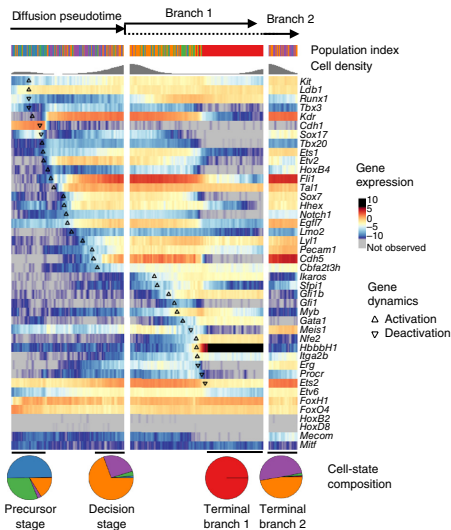 Diffusion pseudotime
Branch 1
Branch 2
Population index
Cell density
Kit
Ldb1
Runx1
Tbx3
Kdr
Cdh1
Sox17
Tbx20
Ets1
Etv2
HoxB4
Fli1
Tal1
Sox7
Hhex
Notch1
Egfl7
Lmo2
Lyl1
Pecam1
Cdh5
Cbfa2t3h
Ikaros
Sfpi1
Gfi1b
Gfi1
Myb
Gata1
Meis1
Nfe2
HbbbH1
Itga2b
Erg
Procr
Ets2
Etv6
FoxH1
FoxO4
HoxB2
HoxD8
Mecom
Mitf
Gene
expression
10
0
−5
−10
Not observed
Gene
dynamics
Activation
Deactivation
Precursor
stage
Decision
stage
Terminal
branch 1
Terminal
branch 2
Cell-state
composition